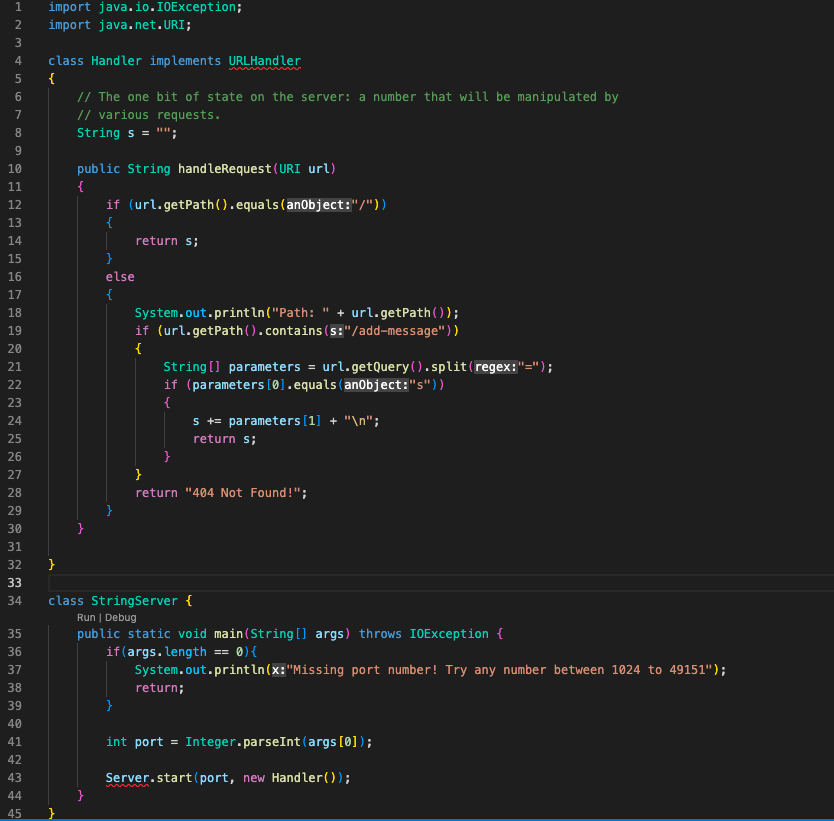 1 import java.io.IOException;
2 import java.net.URI;
3
4 class Handler implements URLHandler
5 {
6     // The one bit of state on the server: a number that will be manipulated by
7     // various requests.
8     String s = "";
9
10     public String handleRequest(URI url)
11     {
12         if (url.getPath().equals(anObject:"/"))
13         {
14             return s;
15         }
16         else
17         {
18             System.out.println("Path: " + url.getPath());
19             if (url.getPath().contains(s:"/add-message"))
20             {
21                 String[] parameters = url.getQuery().split(regex:"=");
22                 if (parameters[0].equals(anObject:"s"))
23                 {
24                     s += parameters[1] + "\n";
25                     return s;
26                 }
27             }
28             return "404 Not Found!";
29         }
30     }
31
32 }
33
34 class StringServer {
Run | Debug
35     public static void main(String[] args) throws IOException {
36         if(args.length == 0){
37             System.out.println(x:"Missing port number! Try any number between 1024 to 49151");
38             return;
39         }
40
41         int port = Integer.parseInt(args[0]);
42
43         Server.start(port, new Handler());
44     }
45 }